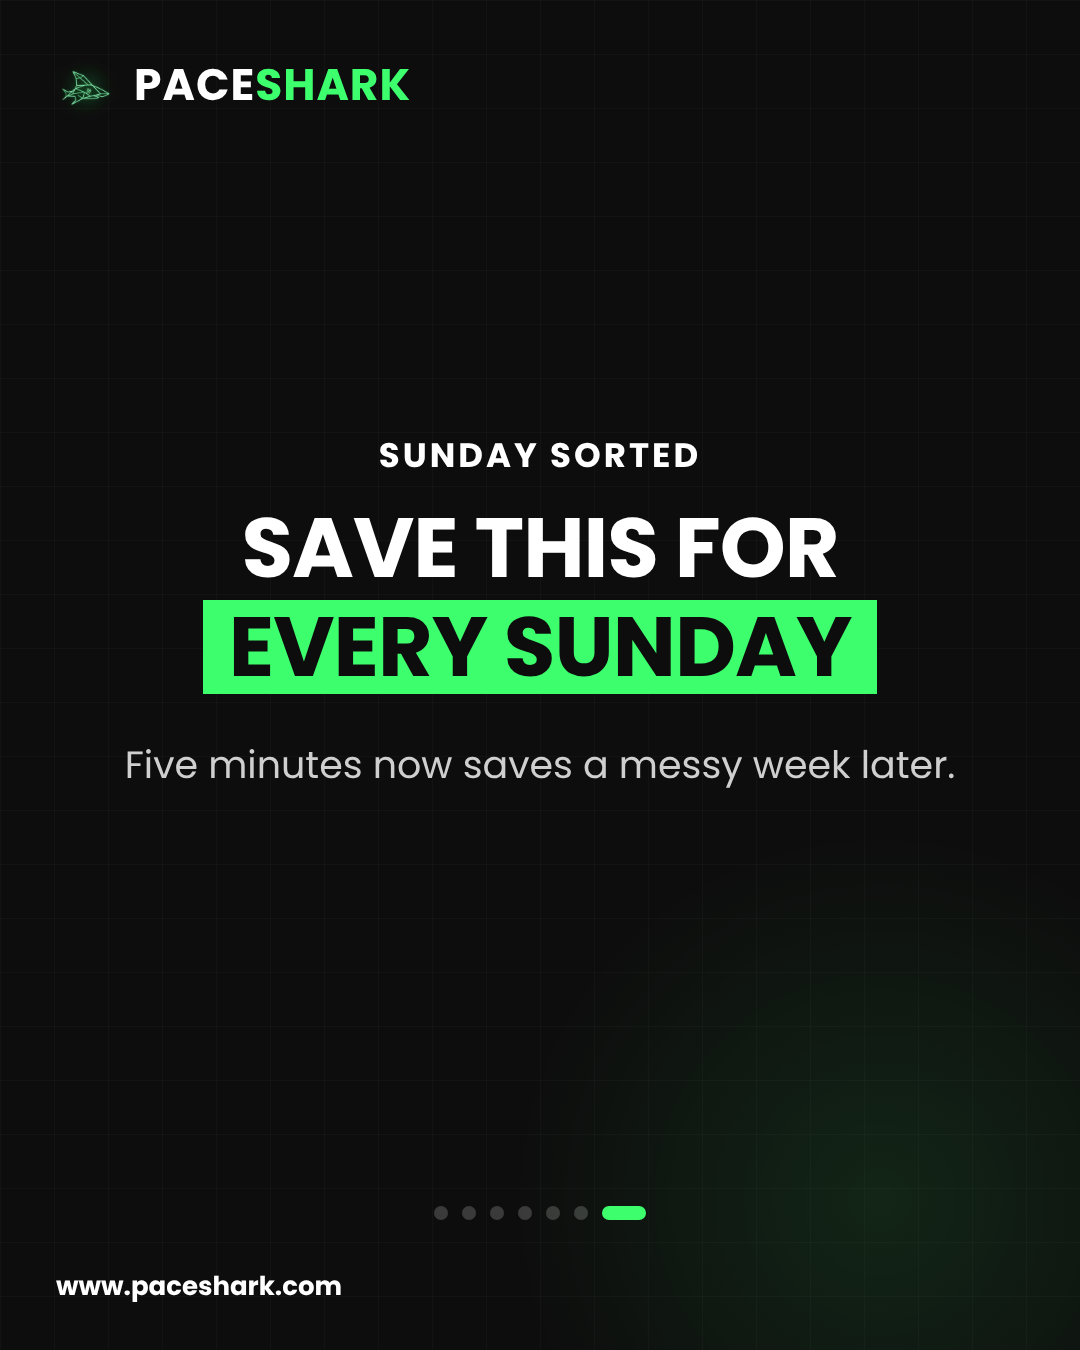 PACESHARK
SUNDAY SORTED
SAVE THIS FOR
EVERY SUNDAY
Five minutes now saves a messy week later.
www.paceshark.com